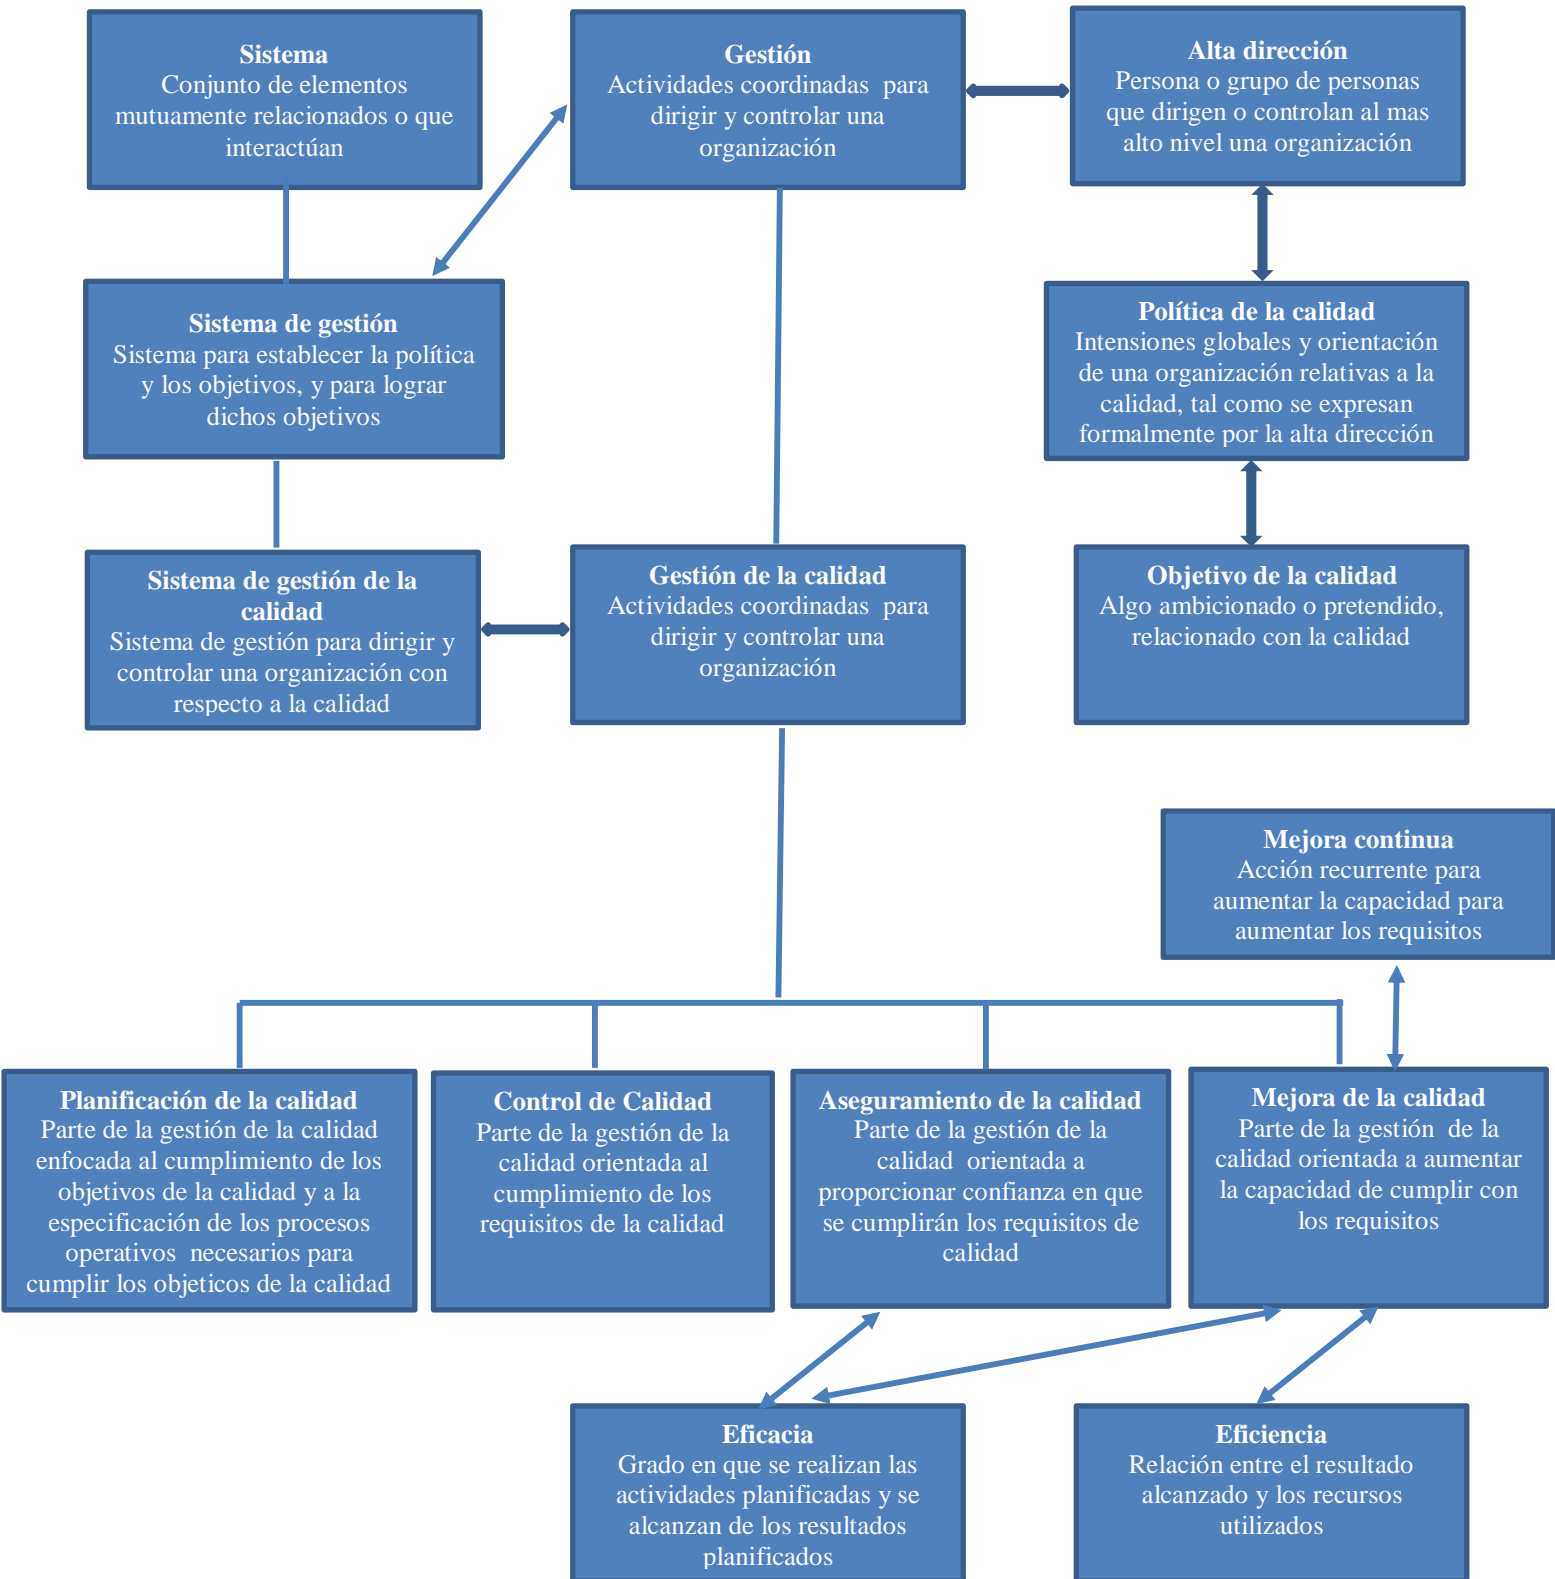 Sistema
Conjunto de elementos
mutuamente relacionados o que
interactúan
Gestión
Actividades coordinadas  para
dirigir y controlar una
organización
Alta dirección
Persona o grupo de personas
que dirigen o controlan al mas
alto nivel una organización
Sistema de gestión
Sistema para establecer la política
y los objetivos, y para lograr
dichos objetivos
Política de la calidad
Intensiones globales y orientación
de una organización relativas a la
calidad, tal como se expresan
formalmente por la alta dirección
Sistema de gestión de la
calidad
Sistema de gestión para dirigir y
controlar una organización con
respecto a la calidad
Gestión de la calidad
Actividades coordinadas  para
dirigir y controlar una
organización
Objetivo de la calidad
Algo ambicionado o pretendido,
relacionado con la calidad
Mejora continua
Acción recurrente para
aumentar la capacidad para
aumentar los requisitos
Planificación de la calidad
Parte de la gestión de la calidad
enfocada al cumplimiento de los
objetivos de la calidad y a la
especificación de los procesos
operativos  necesarios para
cumplir los objeticos de la calidad
Control de Calidad
Parte de la gestión de la
calidad orientada al
cumplimiento de los
requisitos de la calidad
Aseguramiento de la calidad
Parte de la gestión de la
calidad  orientada a
proporcionar confianza en que
se cumplirán los requisitos de
calidad
Mejora de la calidad
Parte de la gestión  de la
calidad orientada a aumentar
la capacidad de cumplir con
los requisitos
Eficacia
Grado en que se realizan las
actividades planificadas y se
alcanzan de los resultados
planificados
Eficiencia
Relación entre el resultado
alcanzado y los recursos
utilizados